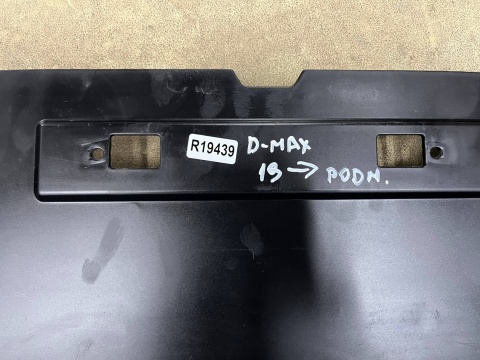 R19439 D-MAX
19 → PODN.